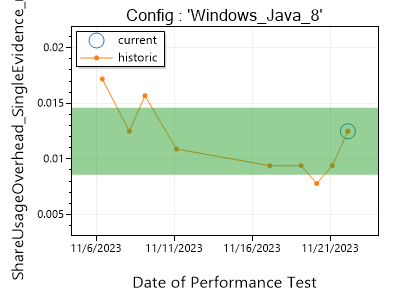 Config : 'Windows_Java_8'
current
historic
0.02
0.015
0.01
0.005
ShareUsageOverhead_SingleEvidence_
11/6/2023
11/11/2023
11/16/2023
11/21/2023
Date of Performance Test